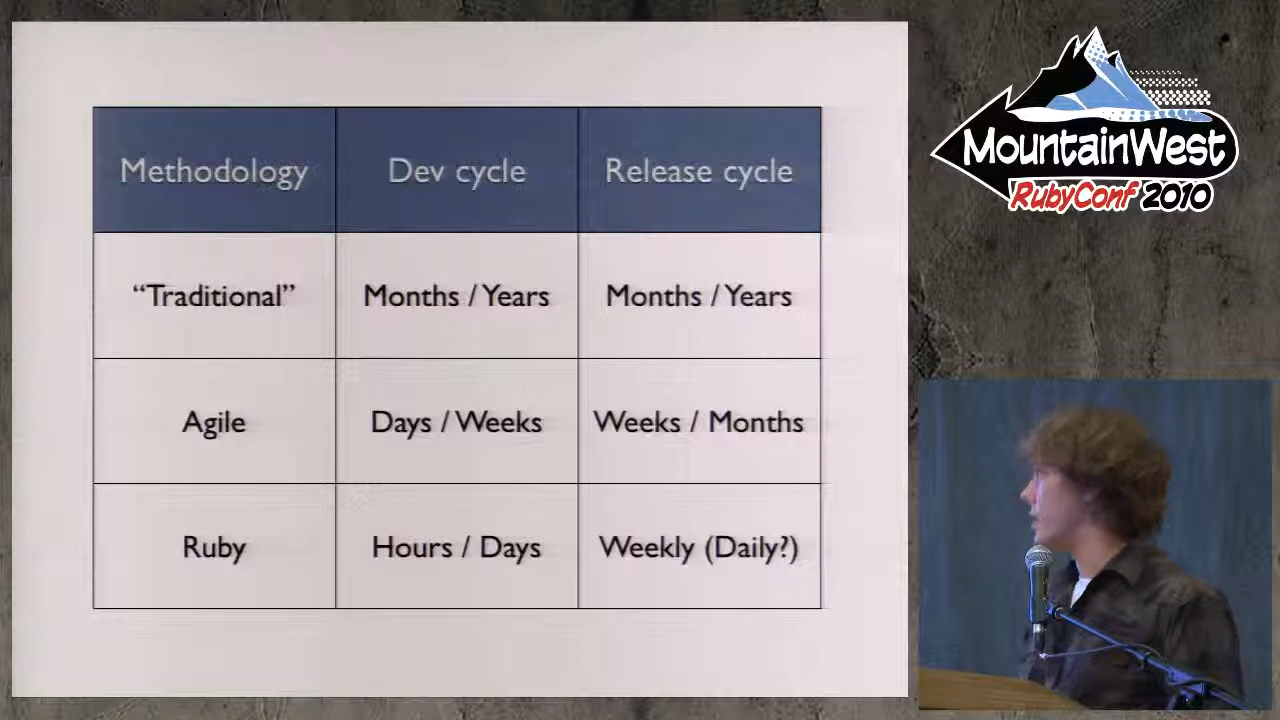 Methodology Dev cycle Release cycle
“Traditional” Months / Years Months / Years
Agile Days / Weeks Weeks / Months
Ruby Hours / Days Weekly (Daily?)
MountainWest
RubyConf 2010